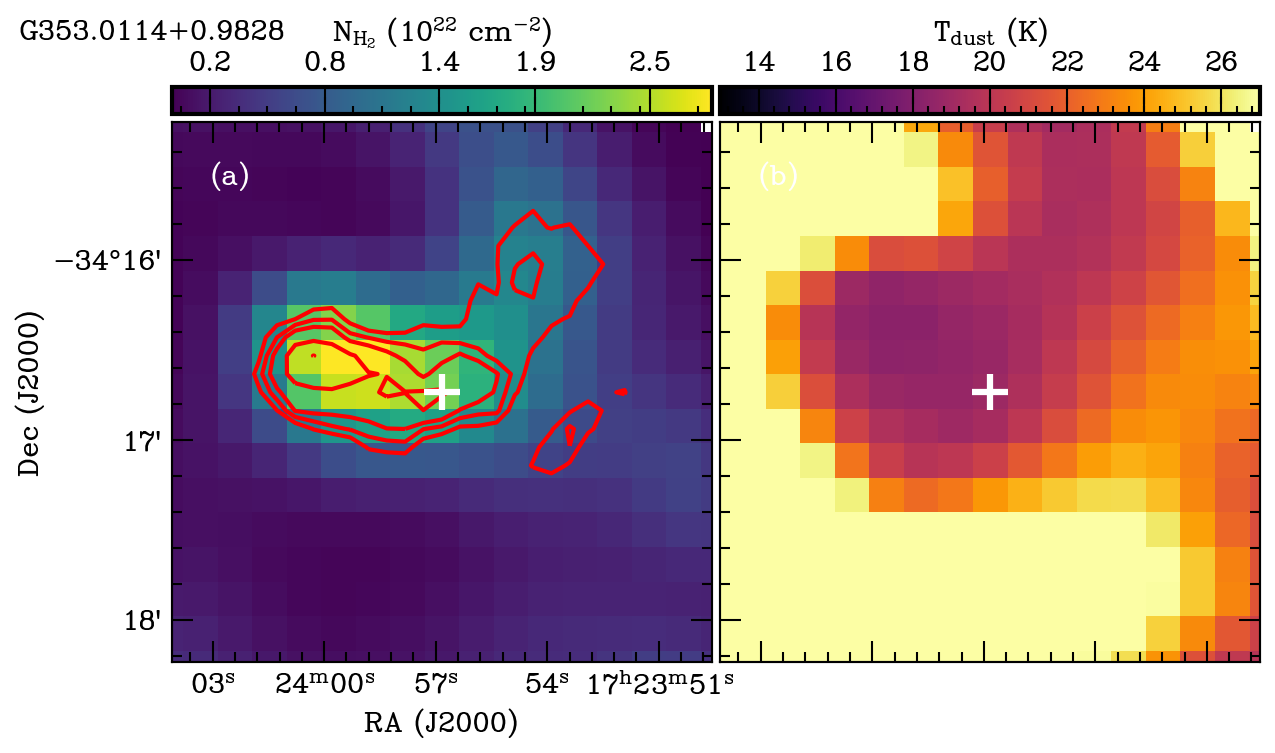 G353.0114+0.9828 N_H₂ (10²² cm⁻²) T_dust (K)
0.2 0.8 1.4 1.9 2.5 14 16 18 20 22 24 26
(a) (b)
−34°16'
17'
18'
Dec (J2000)
03ˢ 24ᵐ00ˢ 57ˢ 54ˢ 17ʰ23ᵐ51ˢ
RA (J2000)